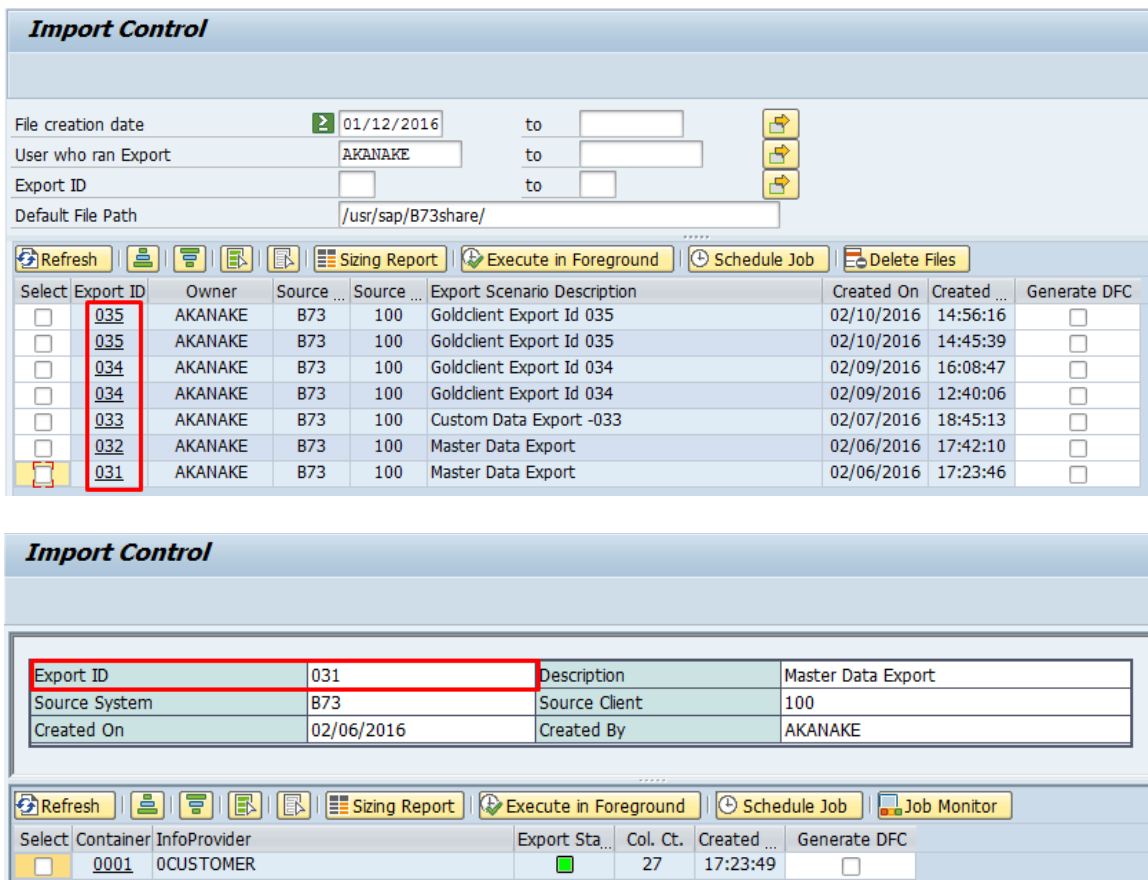 Import Control
File creation date 01/12/2016 to
User who ran Export AKANAKE to
Export ID to
Default File Path /usr/sap/B73share/
Refresh Sizing Report Execute in Foreground Schedule Job Delete Files
Select Export ID Owner Source ... Source ... Export Scenario Description Created On Created ... Generate DFC
035 AKANAKE B73 100 Goldclient Export Id 035 02/10/2016 14:56:16
035 AKANAKE B73 100 Goldclient Export Id 035 02/10/2016 14:45:39
034 AKANAKE B73 100 Goldclient Export Id 034 02/09/2016 16:08:47
034 AKANAKE B73 100 Goldclient Export Id 034 02/09/2016 12:40:06
033 AKANAKE B73 100 Custom Data Export -033 02/07/2016 18:45:13
032 AKANAKE B73 100 Master Data Export 02/06/2016 17:42:10
031 AKANAKE B73 100 Master Data Export 02/06/2016 17:23:46
Import Control
Export ID 031 Description Master Data Export
Source System B73 Source Client 100
Created On 02/06/2016 Created By AKANAKE
Refresh Sizing Report Execute in Foreground Schedule Job Job Monitor
Select Container InfoProvider Export Sta... Col. Ct. Created ... Generate DFC
0001 0CUSTOMER 27 17:23:49